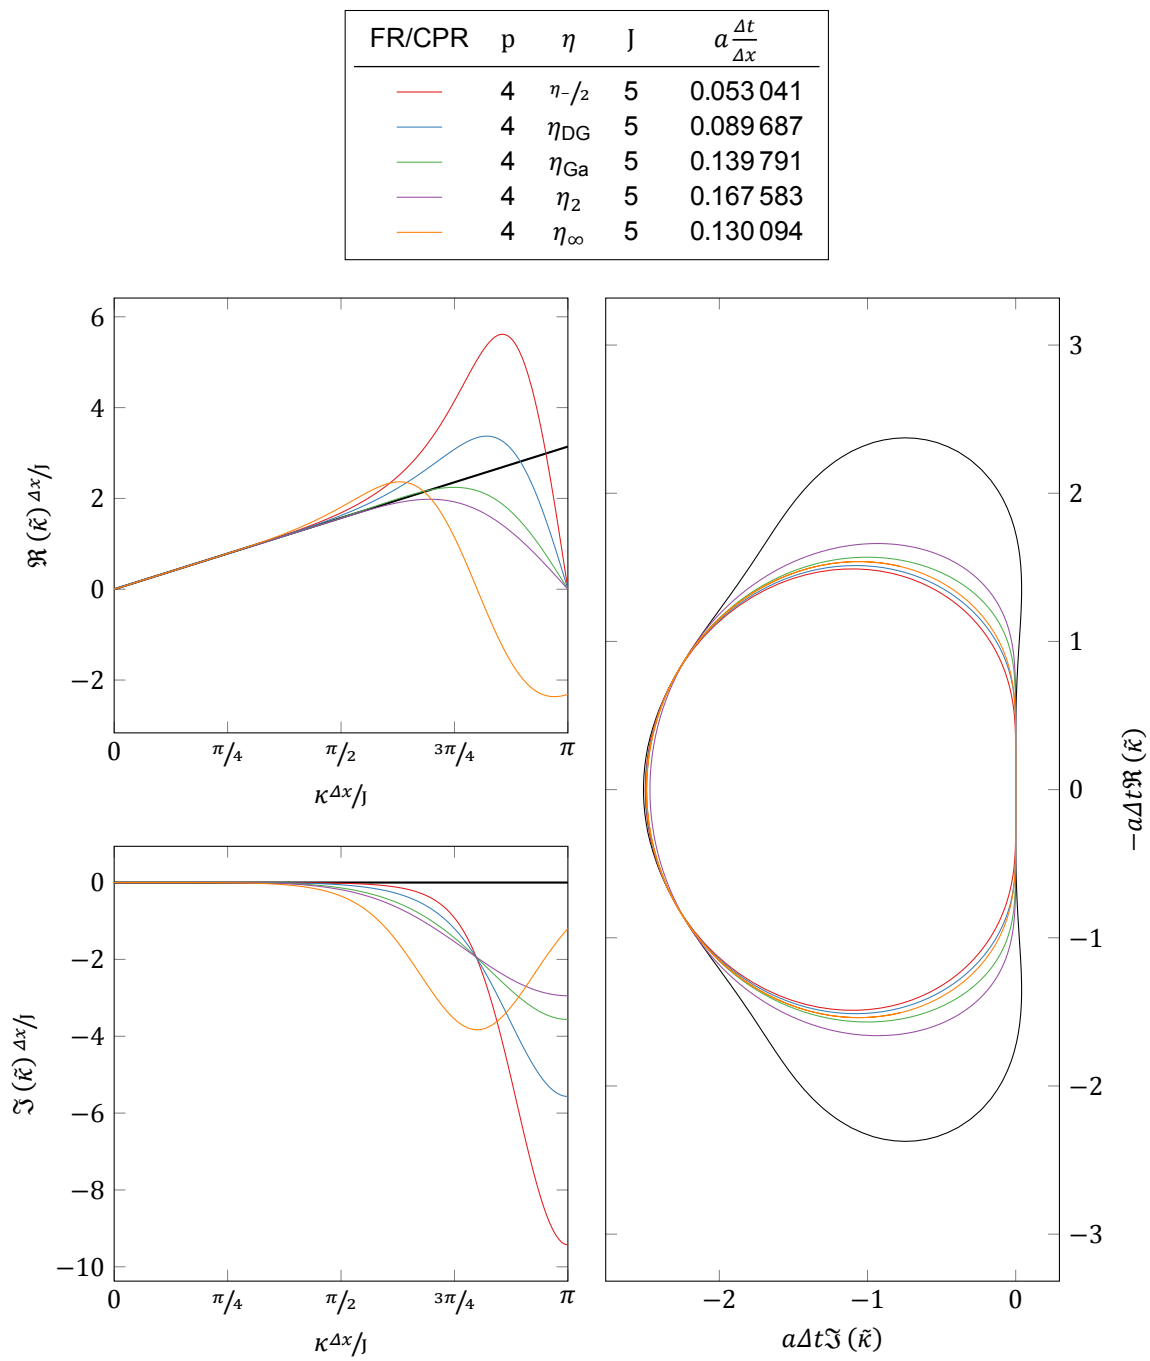 FR/CPR p η J a Δt/Δx
4 η₋/2 5 0.053 041
4 ηDG 5 0.089 687
4 ηGa 5 0.139 791
4 η₂ 5 0.167 583
4 η∞ 5 0.130 094
6
4
2
0
−2
ℜ (κ̃) Δx/J
0 π/4 π/2 3π/4 π
κΔx/J
0
−2
−4
−6
−8
−10
ℑ (κ̃) Δx/J
0 π/4 π/2 3π/4 π
κΔx/J
3
2
1
0
−1
−2
−3
−aΔtℜ (κ̃)
−2 −1 0
aΔtℑ (κ̃)